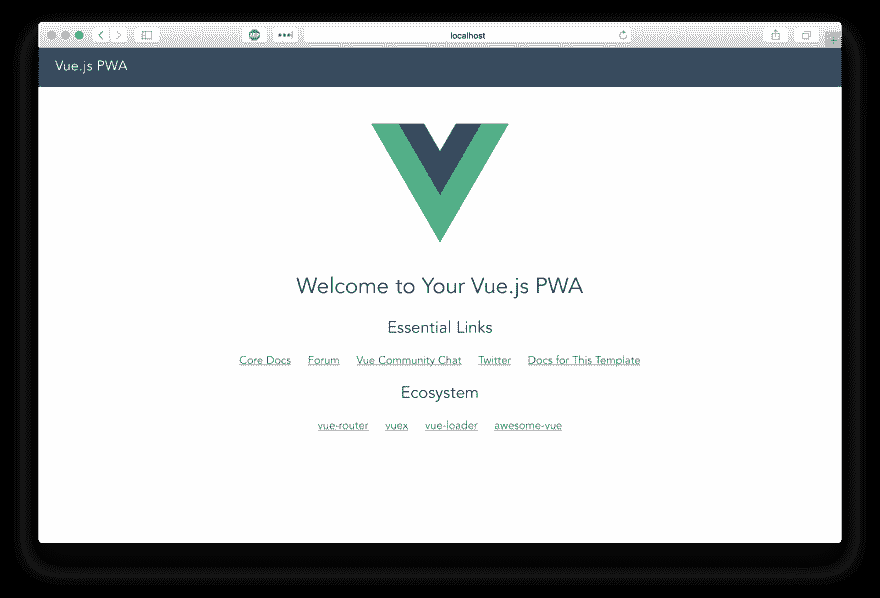 localhost
Vue.js PWA
Welcome to Your Vue.js PWA
Essential Links
Core Docs Forum Vue Community Chat Twitter Docs for This Template
Ecosystem
vue-router vuex vue-loader awesome-vue